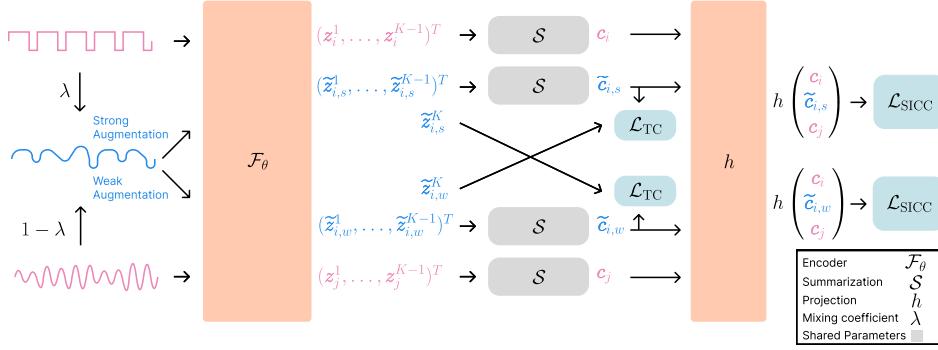 λ
Strong
Augmentation
Weak
Augmentation
1 − λ
𝓕_θ
(z_i^1, . . . , z_i^{K−1})^T
𝒮
c_i
(z̃_{i,s}^1, . . . , z̃_{i,s}^{K−1})^T
𝒮
c̃_{i,s}
z̃_{i,s}^K
ℒ_TC
z̃_{i,w}^K
ℒ_TC
(z̃_{i,w}^1, . . . , z̃_{i,w}^{K−1})^T
𝒮
c̃_{i,w}
(z_j^1, . . . , z_j^{K−1})^T
𝒮
c_j
h
h
c_i
c̃_{i,s}
c_j
ℒ_SICC
h
c_i
c̃_{i,w}
c_j
ℒ_SICC
Encoder 𝓕_θ
Summarization 𝒮
Projection h
Mixing coefficient λ
Shared Parameters